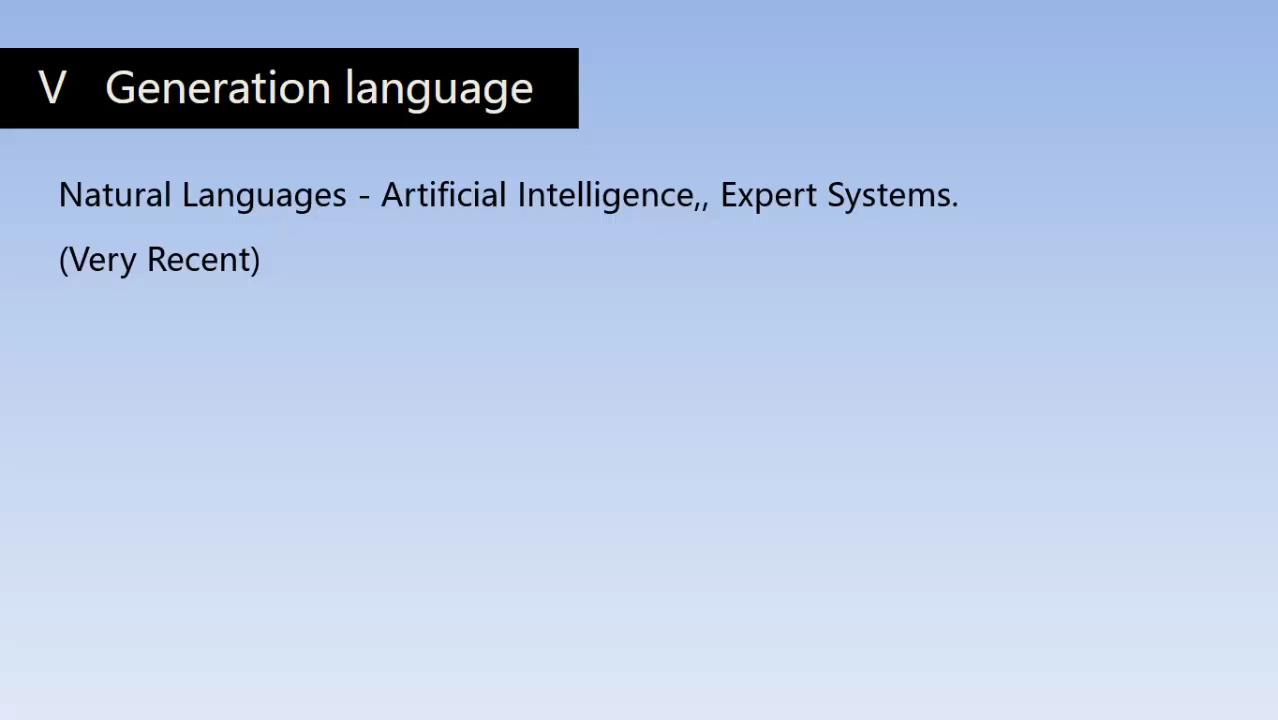 V Generation language
Natural Languages - Artificial Intelligence,, Expert Systems.
(Very Recent)